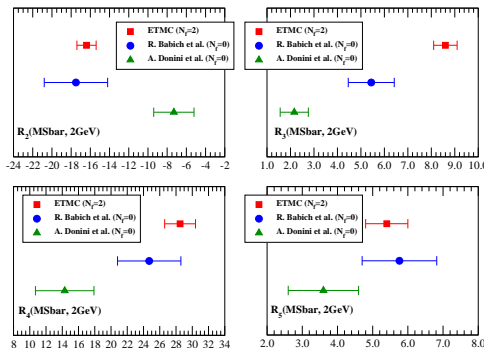 ETMC (Nf=2)
R. Babich et al. (Nf=0)
A. Donini et al. (Nf=0)
R2(MSbar, 2GeV)
-24 -22 -20 -18 -16 -14 -12 -10 -8 -6 -4 -2
ETMC (Nf=2)
R. Babich et al. (Nf=0)
A. Donini et al. (Nf=0)
R3(MSbar, 2GeV)
1.0 2.0 3.0 4.0 5.0 6.0 7.0 8.0 9.0 10.0
ETMC (Nf=2)
R. Babich et al. (Nf=0)
A. Donini et al. (Nf=0)
R4(MSbar, 2GeV)
6 8 10 12 14 16 18 20 22 24 26 28 30 32 34
ETMC (Nf=2)
R. Babich et al. (Nf=0)
A. Donini et al. (Nf=0)
R5(MSbar, 2GeV)
2.0 3.0 4.0 5.0 6.0 7.0 8.0